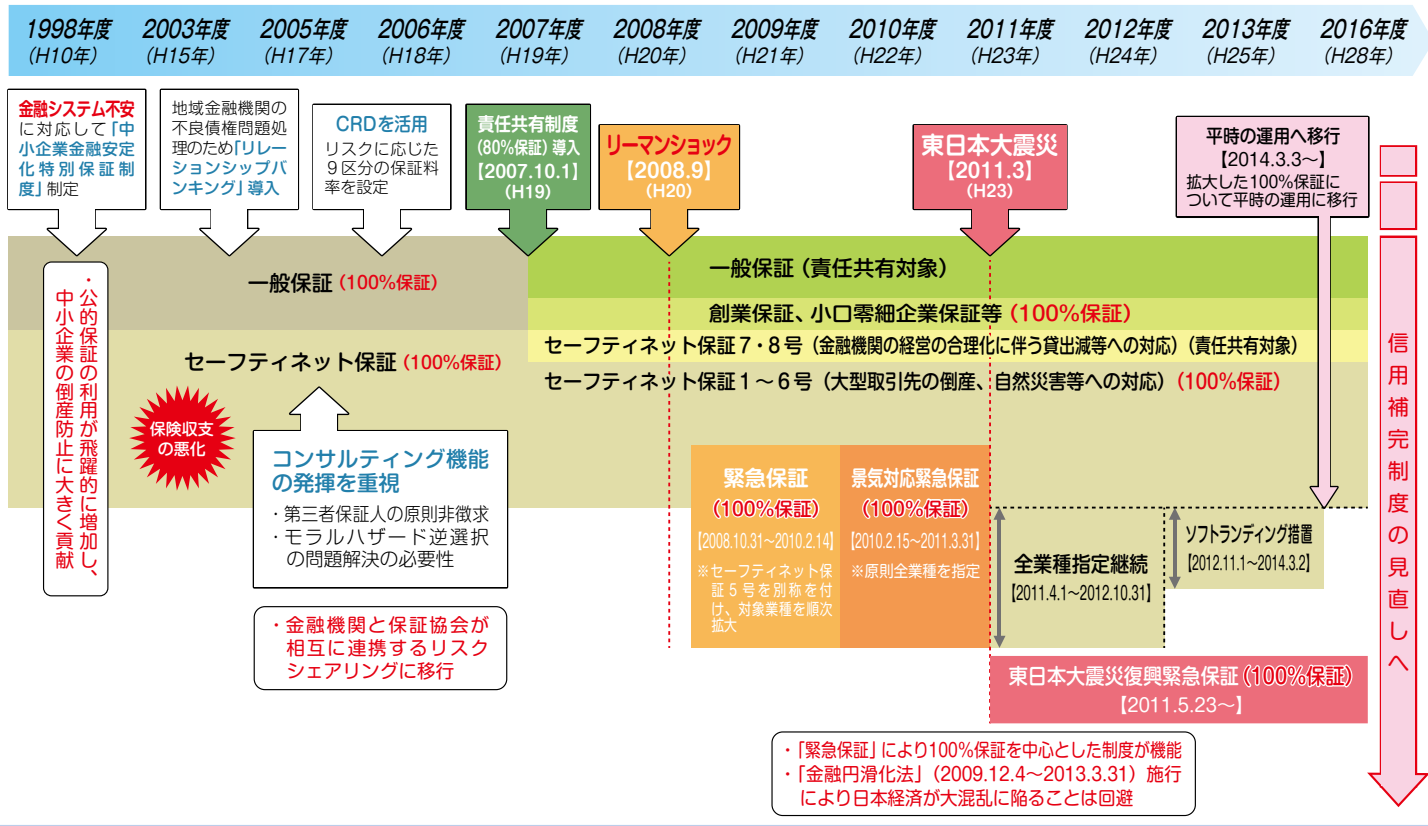 1998年度
(H10年)
2003年度
(H15年)
2005年度
(H17年)
2006年度
(H18年)
2007年度
(H19年)
2008年度
(H20年)
2009年度
(H21年)
2010年度
(H22年)
2011年度
(H23年)
2012年度
(H24年)
2013年度
(H25年)
2016年度
(H28年)
金融システム不安
に対応して「中
小企業金融安定
化特別保証制
度」制定
地域金融機関の
不良債権問題処
理のため「リレー
ションシップバ
ンキング」導入
CRDを活用
リスクに応じた
9区分の保証料
率を設定
責任共有制度
(80%保証)導入
【2007.10.1】
(H19)
リーマンショック
【2008.9】
(H20)
東日本大震災
【2011.3】
(H23)
平時の運用へ移行
【2014.3.3～】
拡大した100%保証に
ついて平時の運用に移行
一般保証(100%保証)
一般保証(責任共有対象)
創業保証、小口零細企業保証等(100%保証)
セーフティネット保証7・8号(金融機関の経営の合理化に伴う貸出減等への対応)(責任共有対象)
セーフティネット保証(100%保証)
セーフティネット保証1～6号(大型取引先の倒産、自然災害等への対応)(100%保証)
・公的保証の利用が飛躍的に増加し、
中小企業の倒産防止に大きく貢献
保険収支
の悪化
コンサルティング機能
の発揮を重視
・第三者保証人の原則非徴求
・モラルハザード逆選択
の問題解決の必要性
・金融機関と保証協会が
相互に連携するリスク
シェアリングに移行
緊急保証
(100%保証)
【2008.10.31～2010.2.14】
※セーフティネット保
証5号を別称を付
け、対象業種を順次
拡大
景気対応緊急保証
(100%保証)
【2010.2.15～2011.3.31】
※原則全業種を指定
全業種指定継続
【2011.4.1～2012.10.31】
ソフトランディング措置
【2012.11.1～2014.3.2】
東日本大震災復興緊急保証(100%保証)
【2011.5.23～】
・「緊急保証」により100%保証を中心とした制度が機能
・「金融円滑化法」(2009.12.4～2013.3.31)施行
により日本経済が大混乱に陥ることは回避
信用補完制度の見直しへ